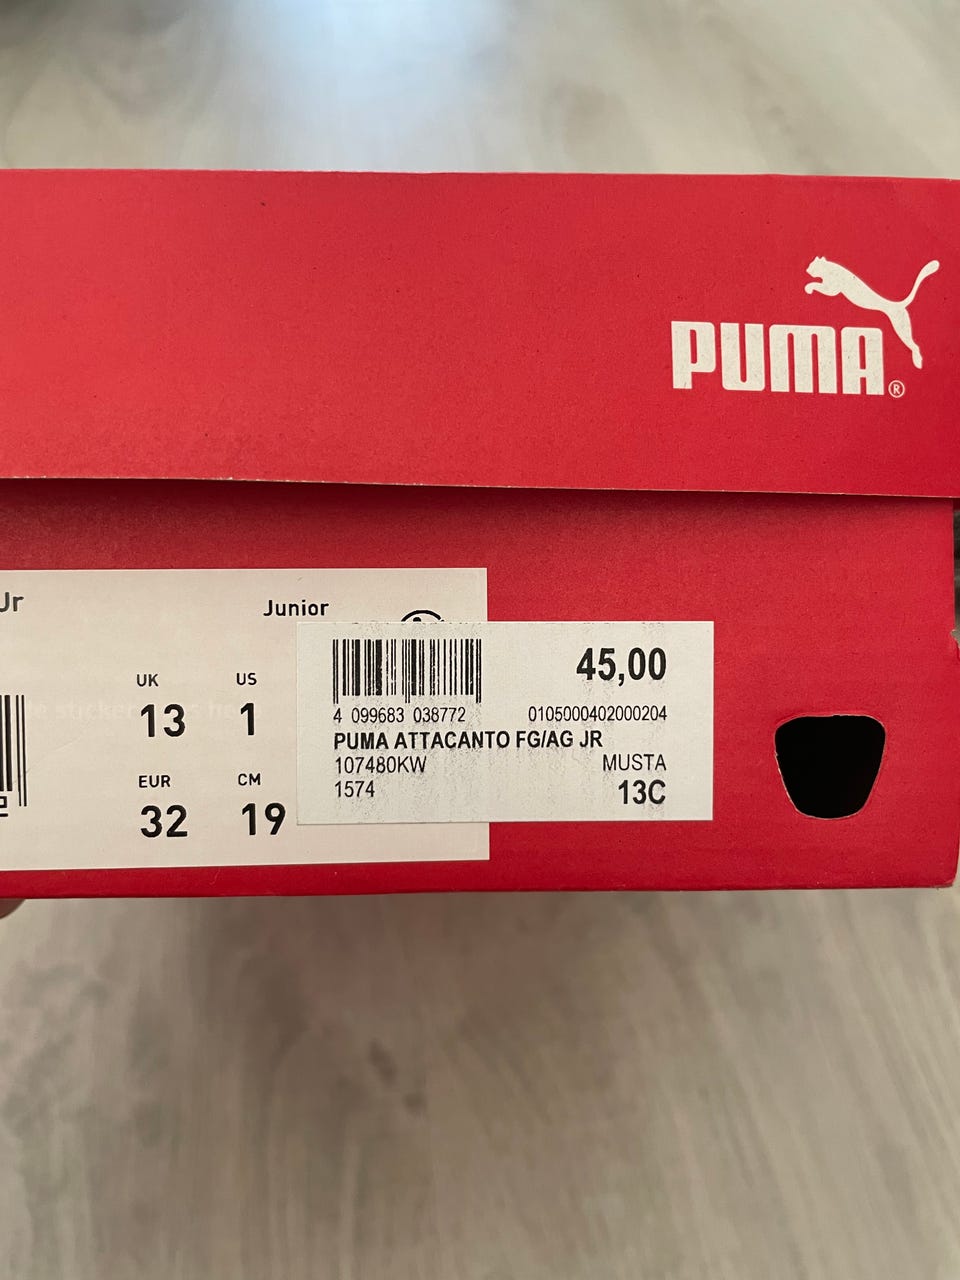 PUMA®
Jr
Junior
UK
US
13
1
EUR
CM
32
19
45,00
4 099683 038772
0105000402000204
PUMA ATTACANTO FG/AG JR
107480KW
MUSTA
1574
13C